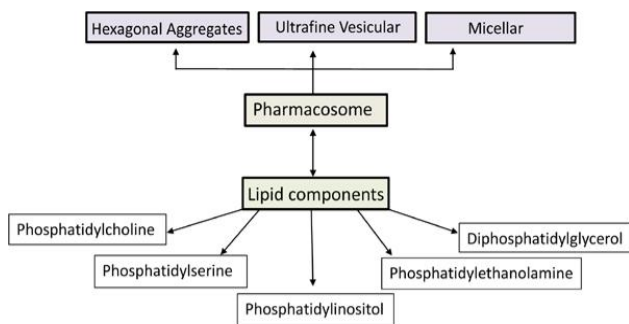 Hexagonal Aggregates
Ultrafine Vesicular
Micellar
Pharmacosome
Lipid components
Phosphatidylcholine
Diphosphatidylglycerol
Phosphatidylserine
Phosphatidylethanolamine
Phosphatidylinositol